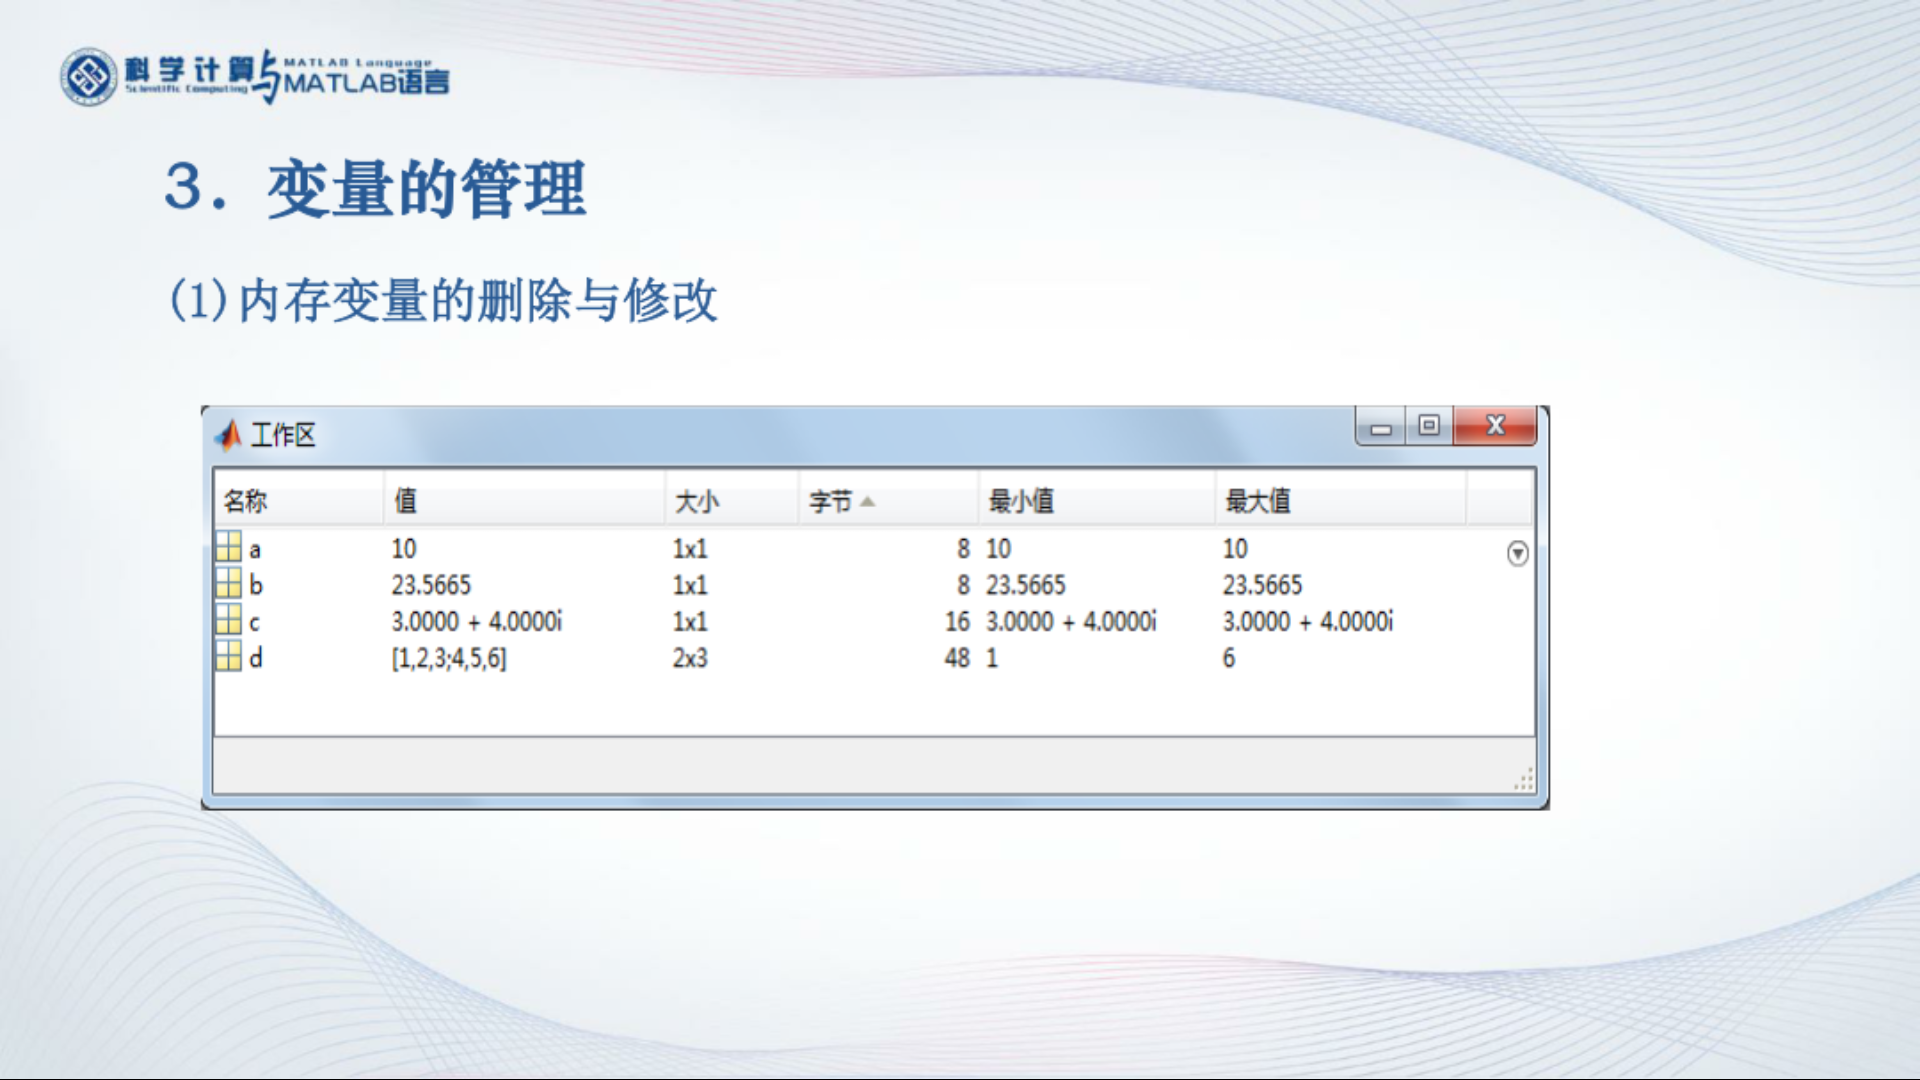 科学计算与MATLAB语言
MATLAB Language
Scientific Computing
3. 变量的管理
(1)内存变量的删除与修改
工作区
名称 值 大小 字节 最小值 最大值
a 10 1x1 8 10 10
b 23.5665 1x1 8 23.5665 23.5665
c 3.0000 + 4.0000i 1x1 16 3.0000 + 4.0000i 3.0000 + 4.0000i
d [1,2,3;4,5,6] 2x3 48 1 6